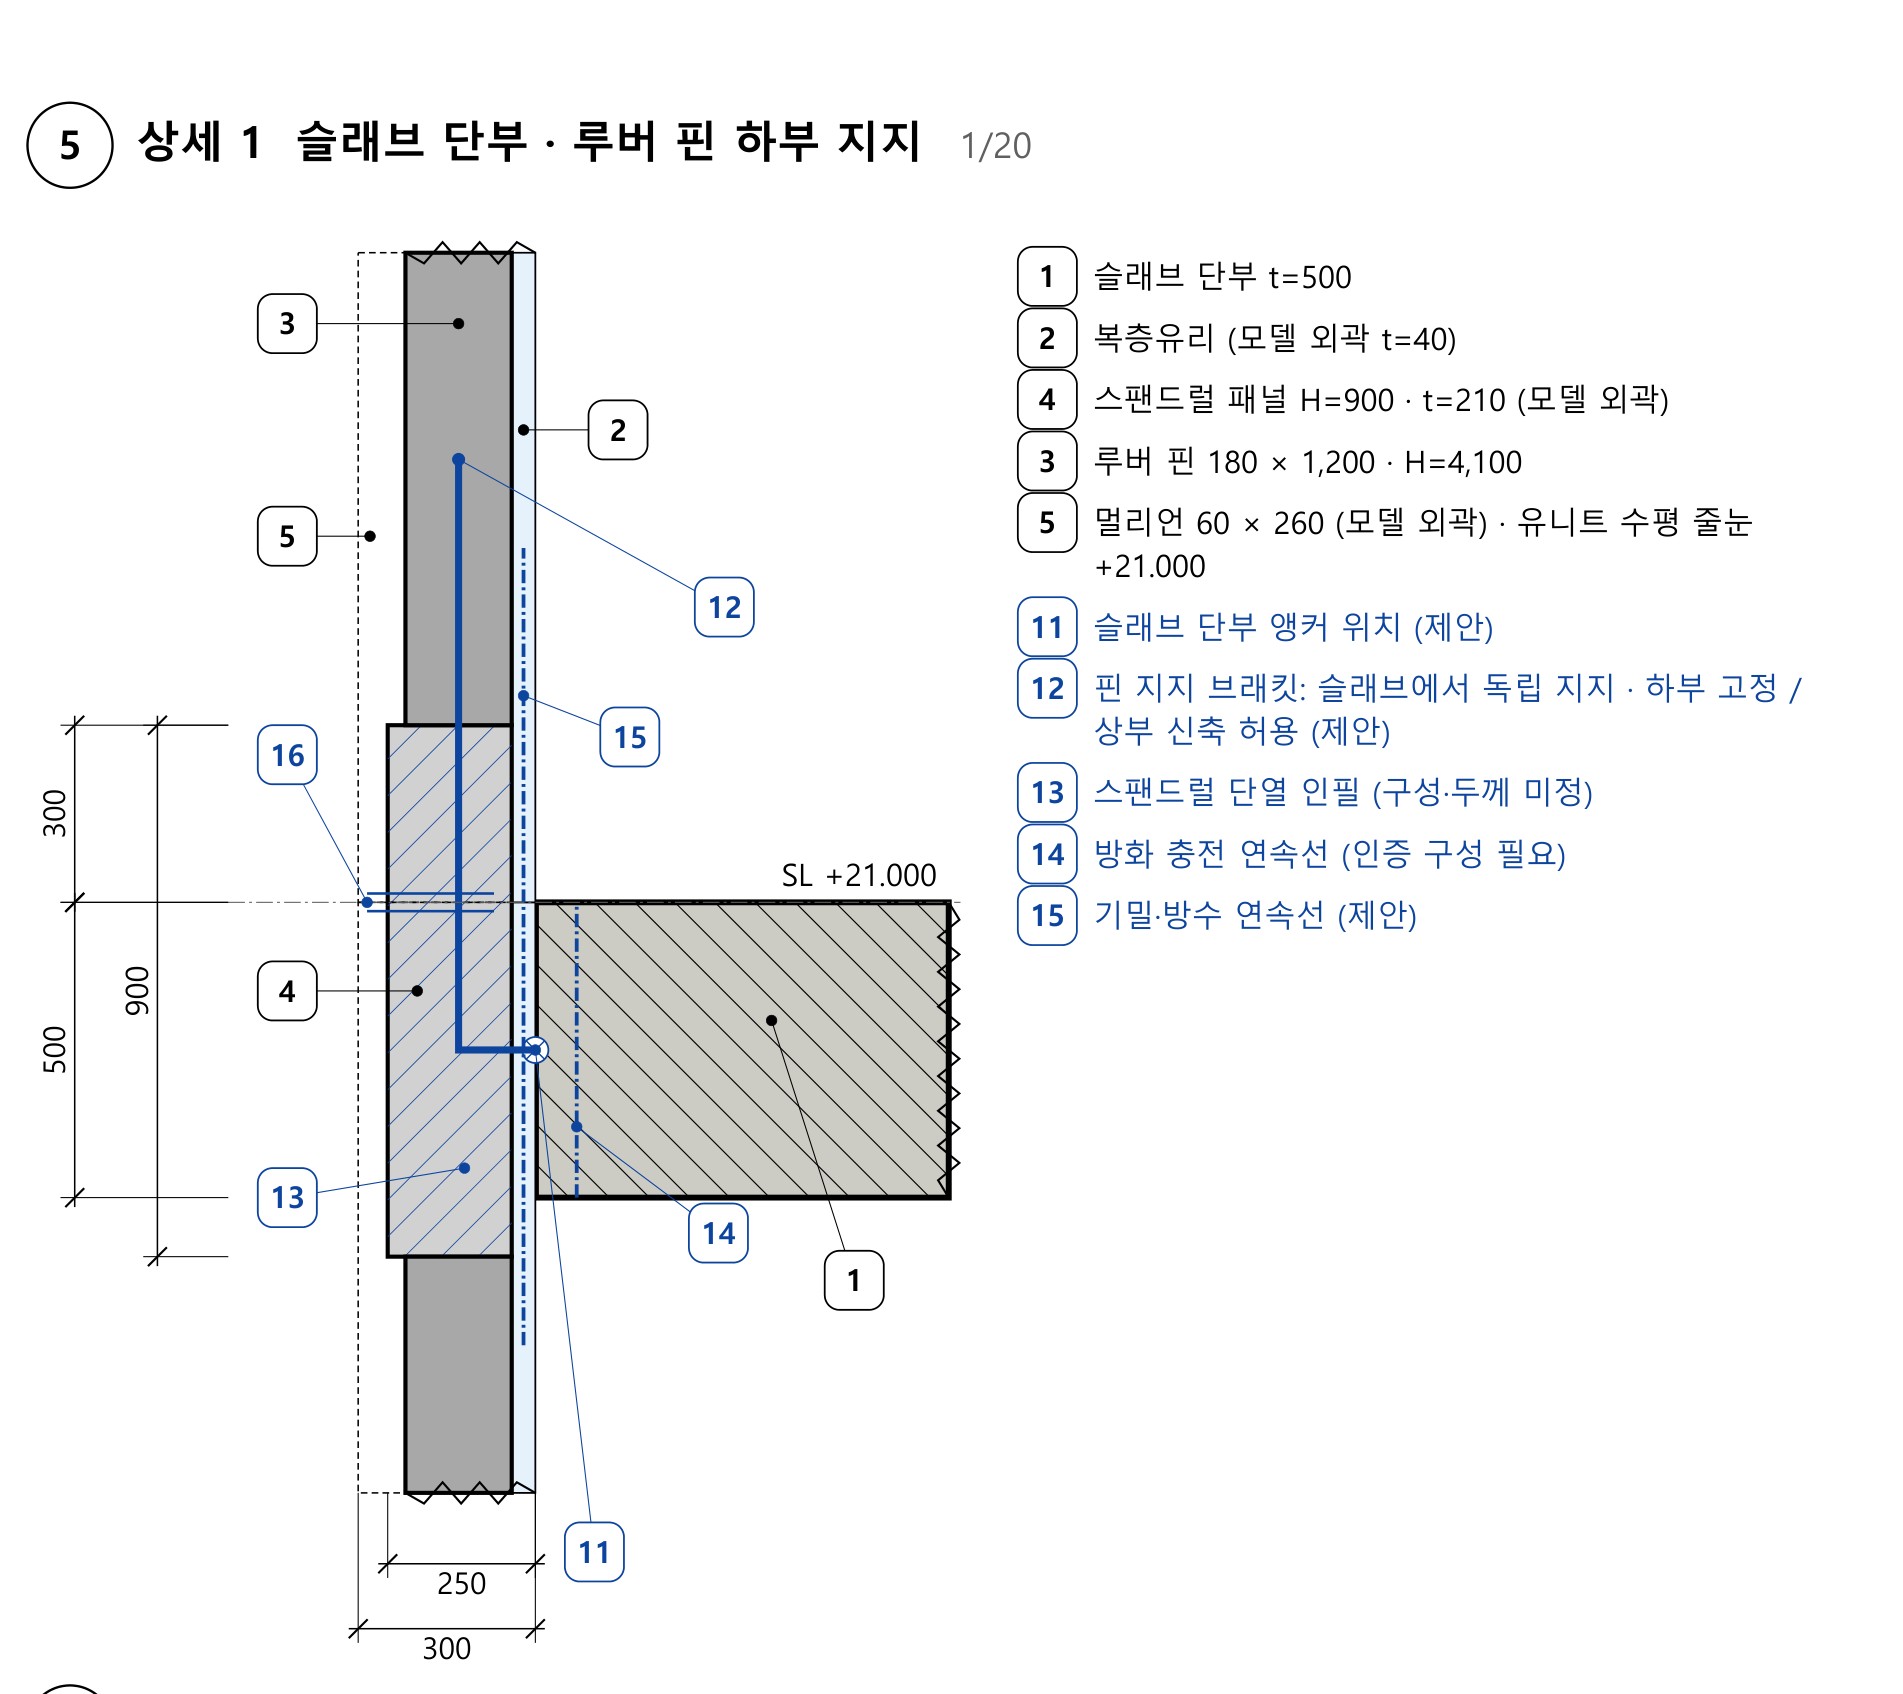 5 상세 1 슬래브 단부 · 루버 핀 하부 지지 1/20
1 슬래브 단부 t=500
2 복층유리 (모델 외곽 t=40)
4 스팬드럴 패널 H=900 · t=210 (모델 외곽)
3 루버 핀 180 × 1,200 · H=4,100
5 멀리언 60 × 260 (모델 외곽) · 유니트 수평 줄눈
+21.000
11 슬래브 단부 앵커 위치 (제안)
12 핀 지지 브래킷: 슬래브에서 독립 지지 · 하부 고정 /
상부 신축 허용 (제안)
13 스팬드럴 단열 인필 (구성·두께 미정)
14 방화 충전 연속선 (인증 구성 필요)
15 기밀·방수 연속선 (제안)
3
2
5
12
15
16
300
SL +21.000
4
900
500
13
14
1
11
250
300